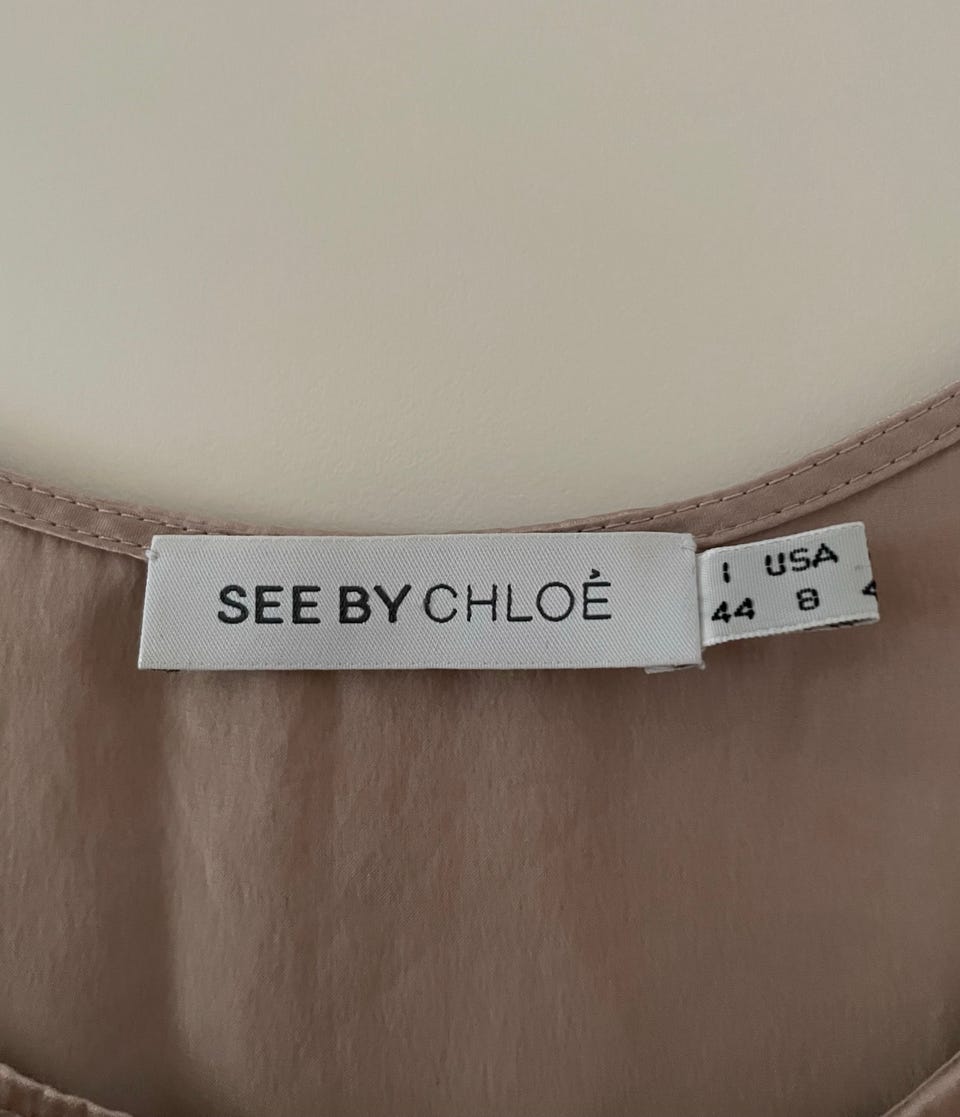 SEE BY CHLOÉ
I USA
44 8